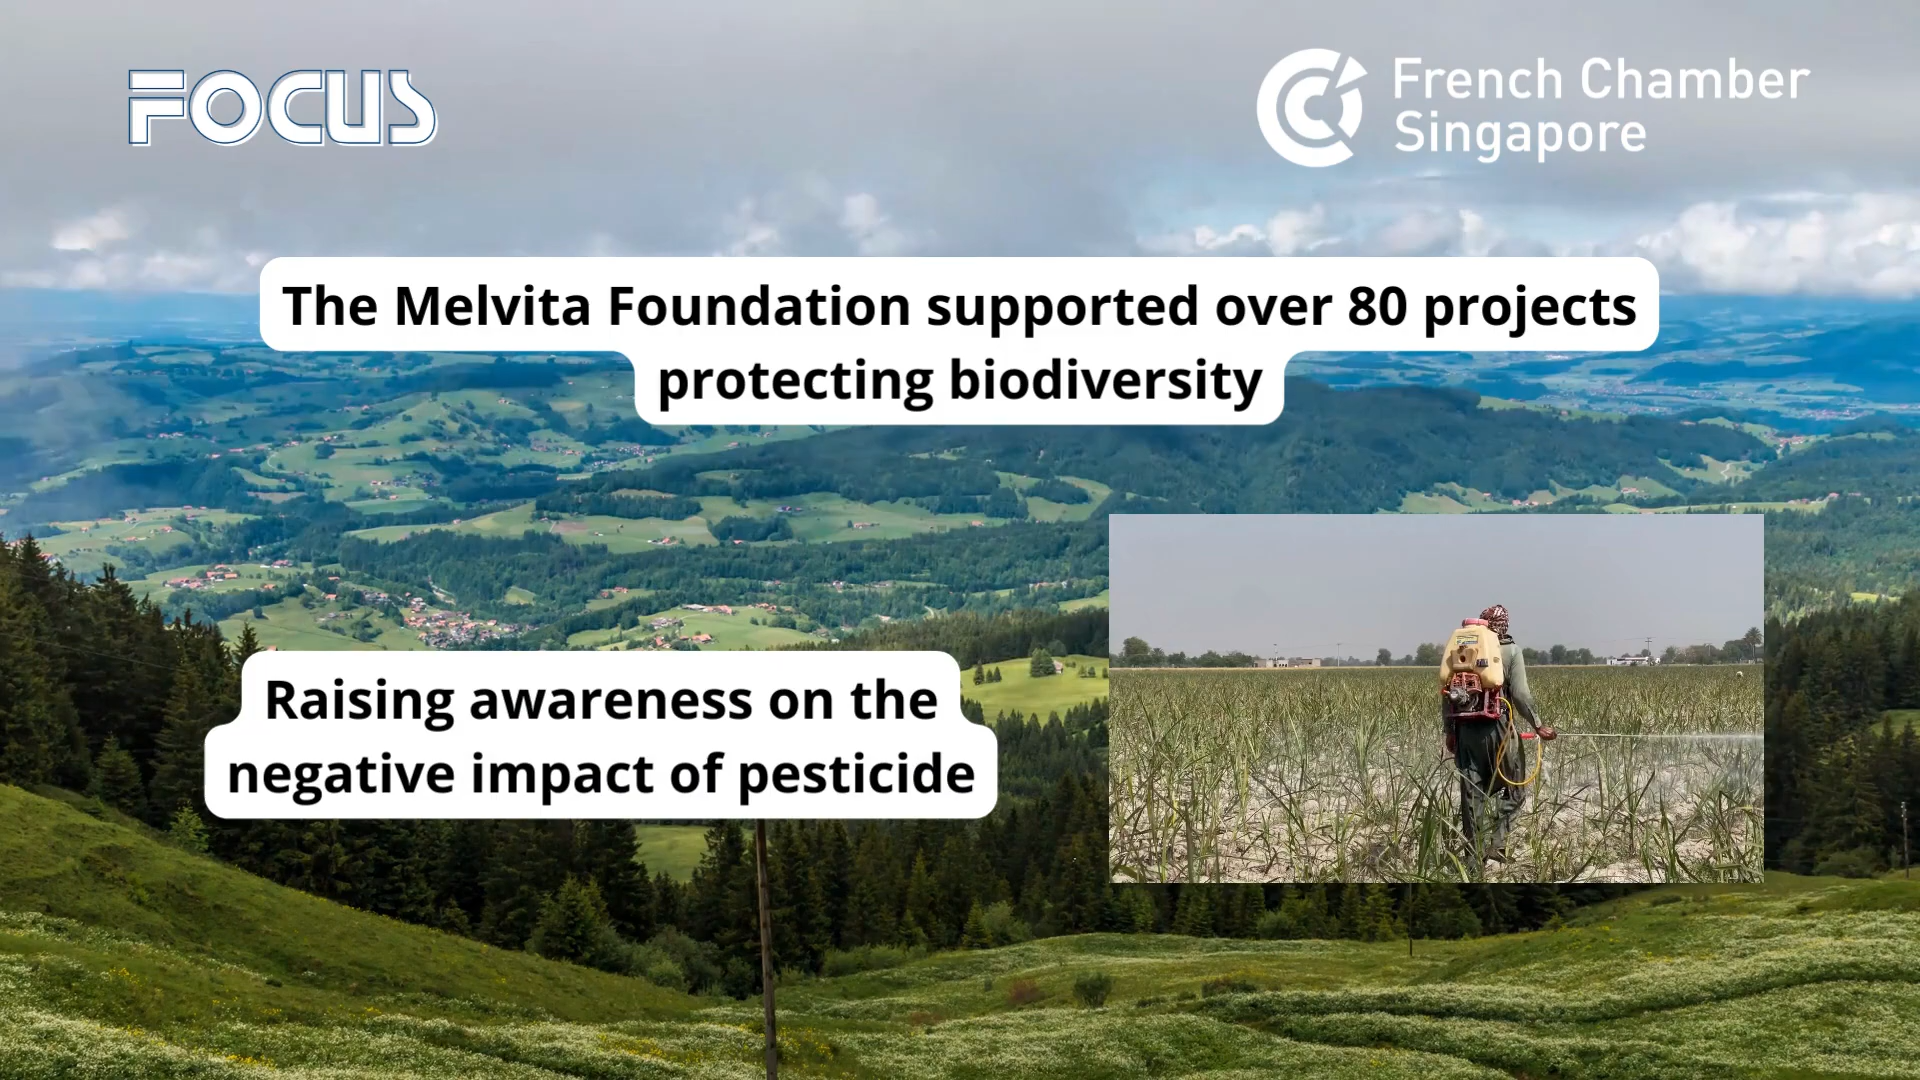 FOCUS
French Chamber
Singapore
The Melvita Foundation supported over 80 projects
protecting biodiversity
Raising awareness on the
negative impact of pesticide